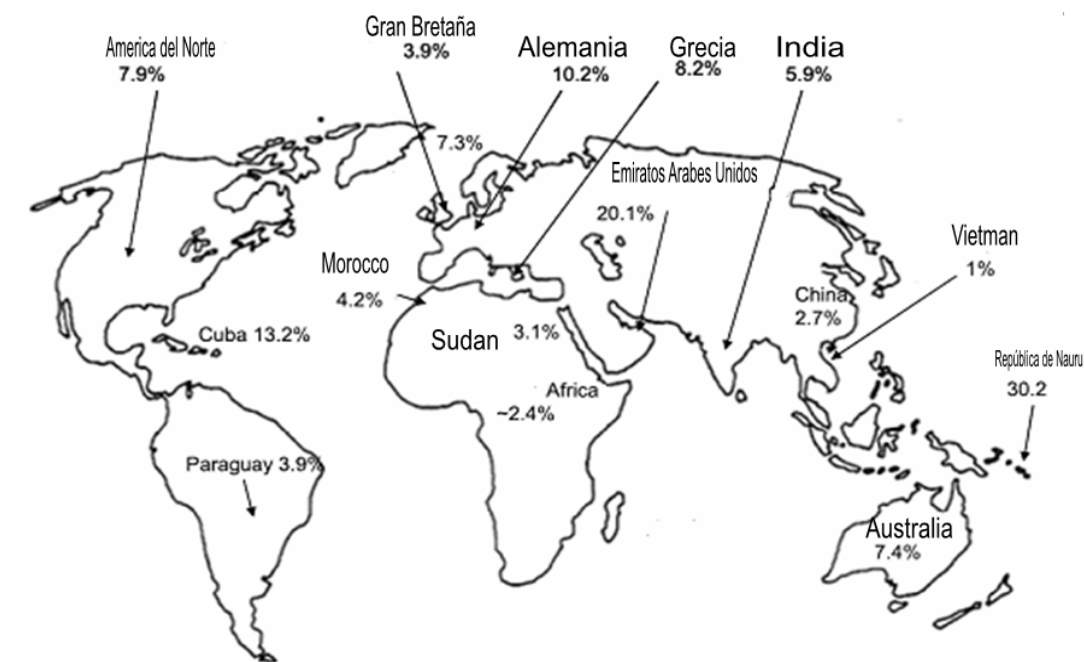 America del Norte
7.9%
Gran Bretaña
3.9%
Alemania
10.2%
Grecia
8.2%
India
5.9%
7.3%
Emiratos Arabes Unidos
20.1%
Vietman
1%
Morocco
4.2%
China
2.7%
Cuba 13.2%
Sudan
3.1%
República de Nauru
30.2
Africa
~2.4%
Paraguay 3.9%
Australia
7.4%